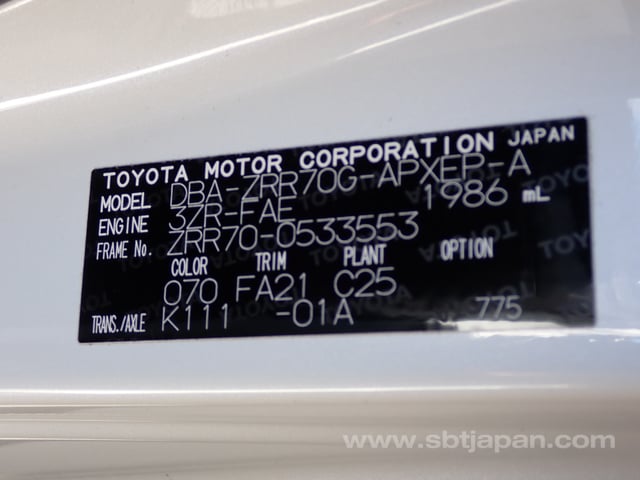 TOYOTA MOTOR CORPORATION JAPAN
MODEL DBA-ZRR70G-APXEP-A
ENGINE 3ZR-FAE 1986 mL
FRAME No. ZRR70-0533553
COLOR TRIM PLANT OPTION
070 FA21 C25
TRANS./AXLE K111 -01A 775
www.sbtjapan.com